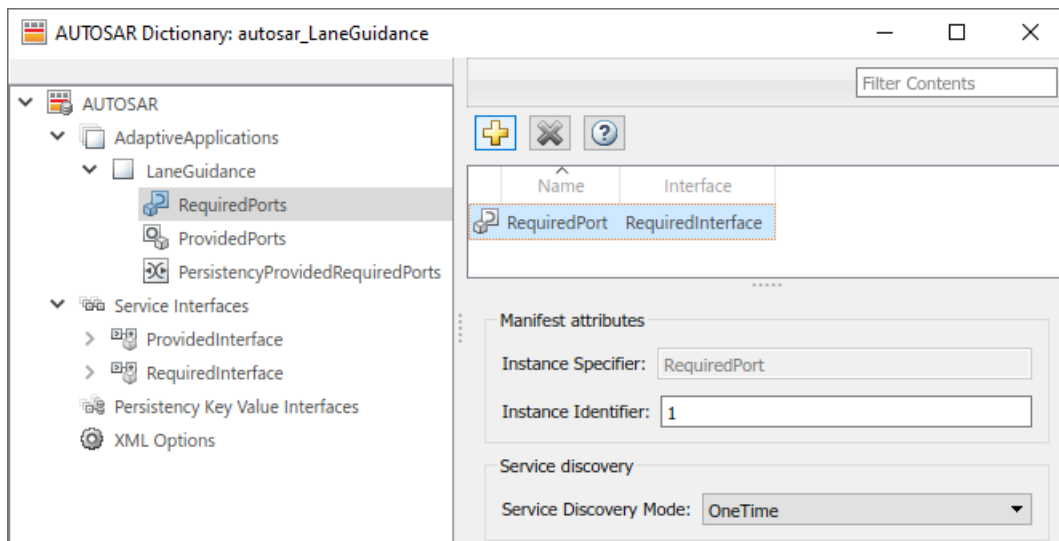 AUTOSAR Dictionary: autosar_LaneGuidance
Filter Contents
AUTOSAR
AdaptiveApplications
LaneGuidance
RequiredPorts
ProvidedPorts
PersistencyProvidedRequiredPorts
Service Interfaces
ProvidedInterface
RequiredInterface
Persistency Key Value Interfaces
XML Options
Name Interface
RequiredPort RequiredInterface
Manifest attributes
Instance Specifier: RequiredPort
Instance Identifier: 1
Service discovery
Service Discovery Mode: OneTime